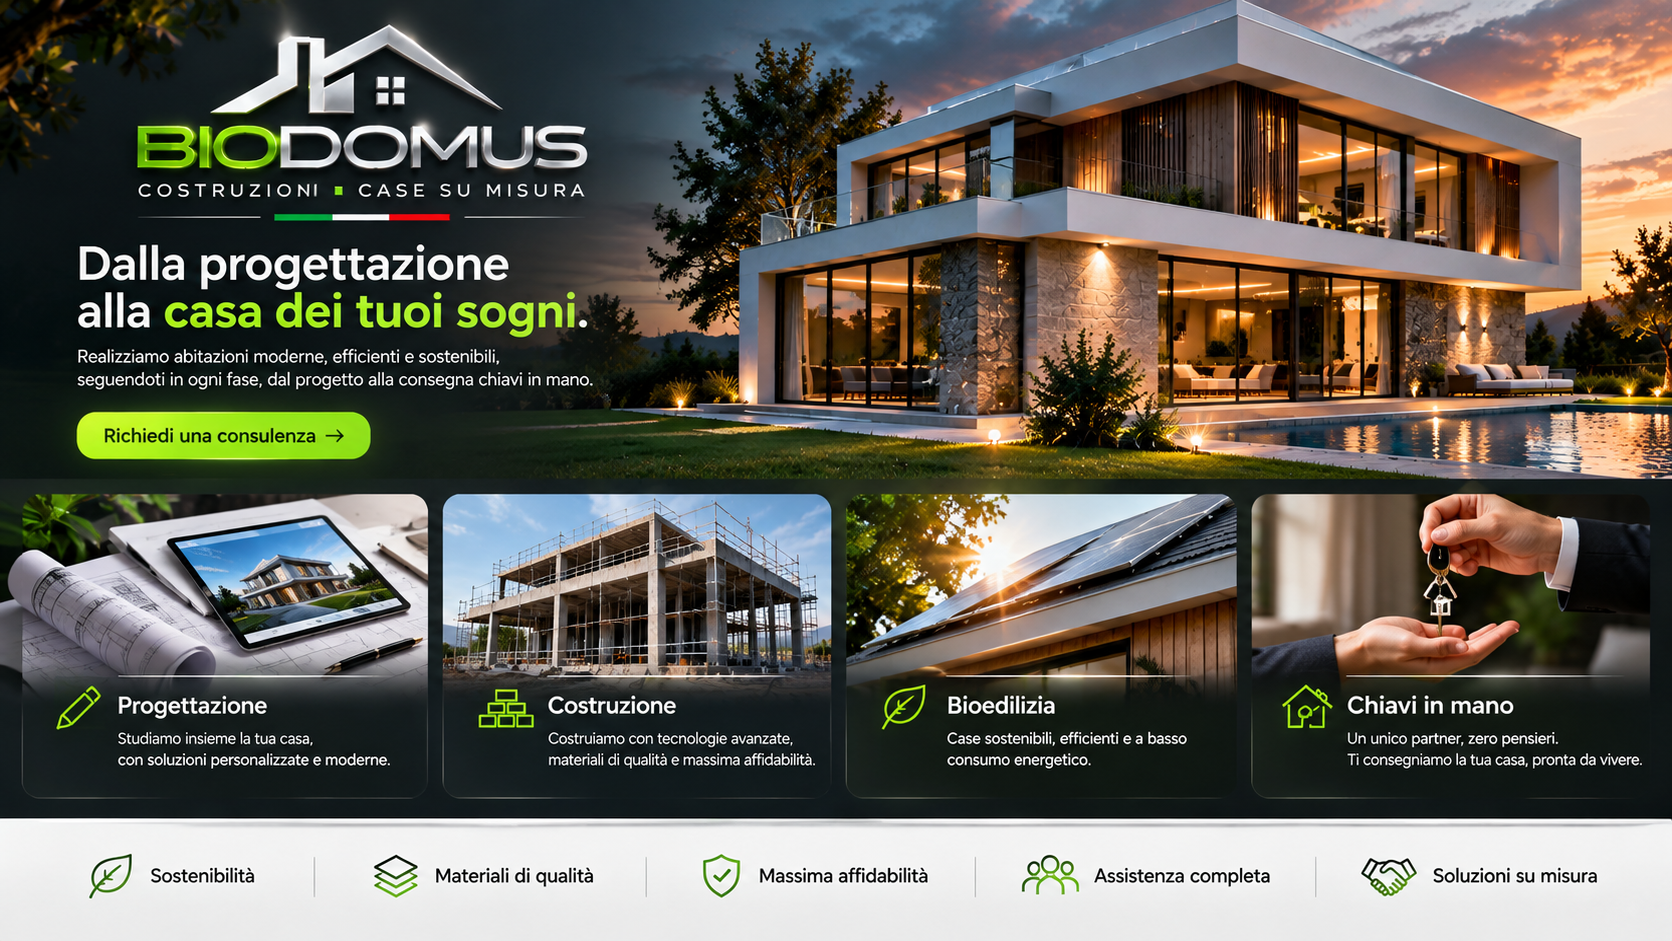 BIODOMUS
COSTRUZIONI ▪ CASE SU MISURA
Dalla progettazione
alla casa dei tuoi sogni.
Realizziamo abitazioni moderne, efficienti e sostenibili,
seguendoti in ogni fase, dal progetto alla consegna chiavi in mano.
Richiedi una consulenza →
Progettazione
Studiamo insieme la tua casa,
con soluzioni personalizzate e moderne.
Costruzione
Costruiamo con tecnologie avanzate,
materiali di qualità e massima affidabilità.
Bioedilizia
Case sostenibili, efficienti e a basso
consumo energetico.
Chiavi in mano
Un unico partner, zero pensieri.
Ti consegniamo la tua casa, pronta da vivere.
Sostenibilità
Materiali di qualità
Massima affidabilità
Assistenza completa
Soluzioni su misura